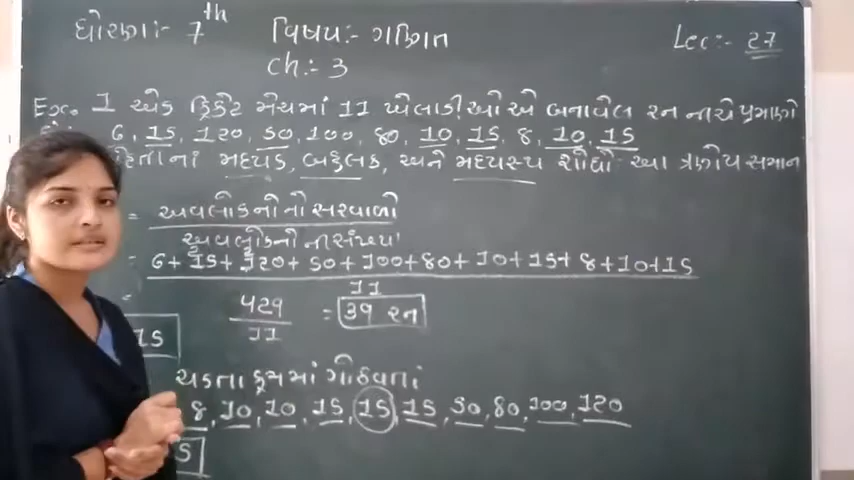 ધોરણ:- 7th વિષય:- ગણિત Lec:- 27
ch:- 3
Exe. 1 એક ક્રિકેટ મેચમાં 11 ખેલાડીઓએ બનાવેલ રન નીચે પ્રમાણે
6, 15, 120, 50, 100, 80, 10, 15, 8, 10, 15
મધ્યક, બહુલક, અને મધ્યસ્થ શોધો. આ ત્રણેય સમાન
= અવલોકનોનો સરવાળો
અવલોકનોની સંખ્યા
= 6+ 15+ 120+ 50+ 100+ 80+ 10+ 15+ 8+10+15
11
= 429
11
= 39 રન
15
ચડતા ક્રમમાં ગોઠવતાં
8, 10, 10, 15, 15, 15, 50, 80, 100, 120
5